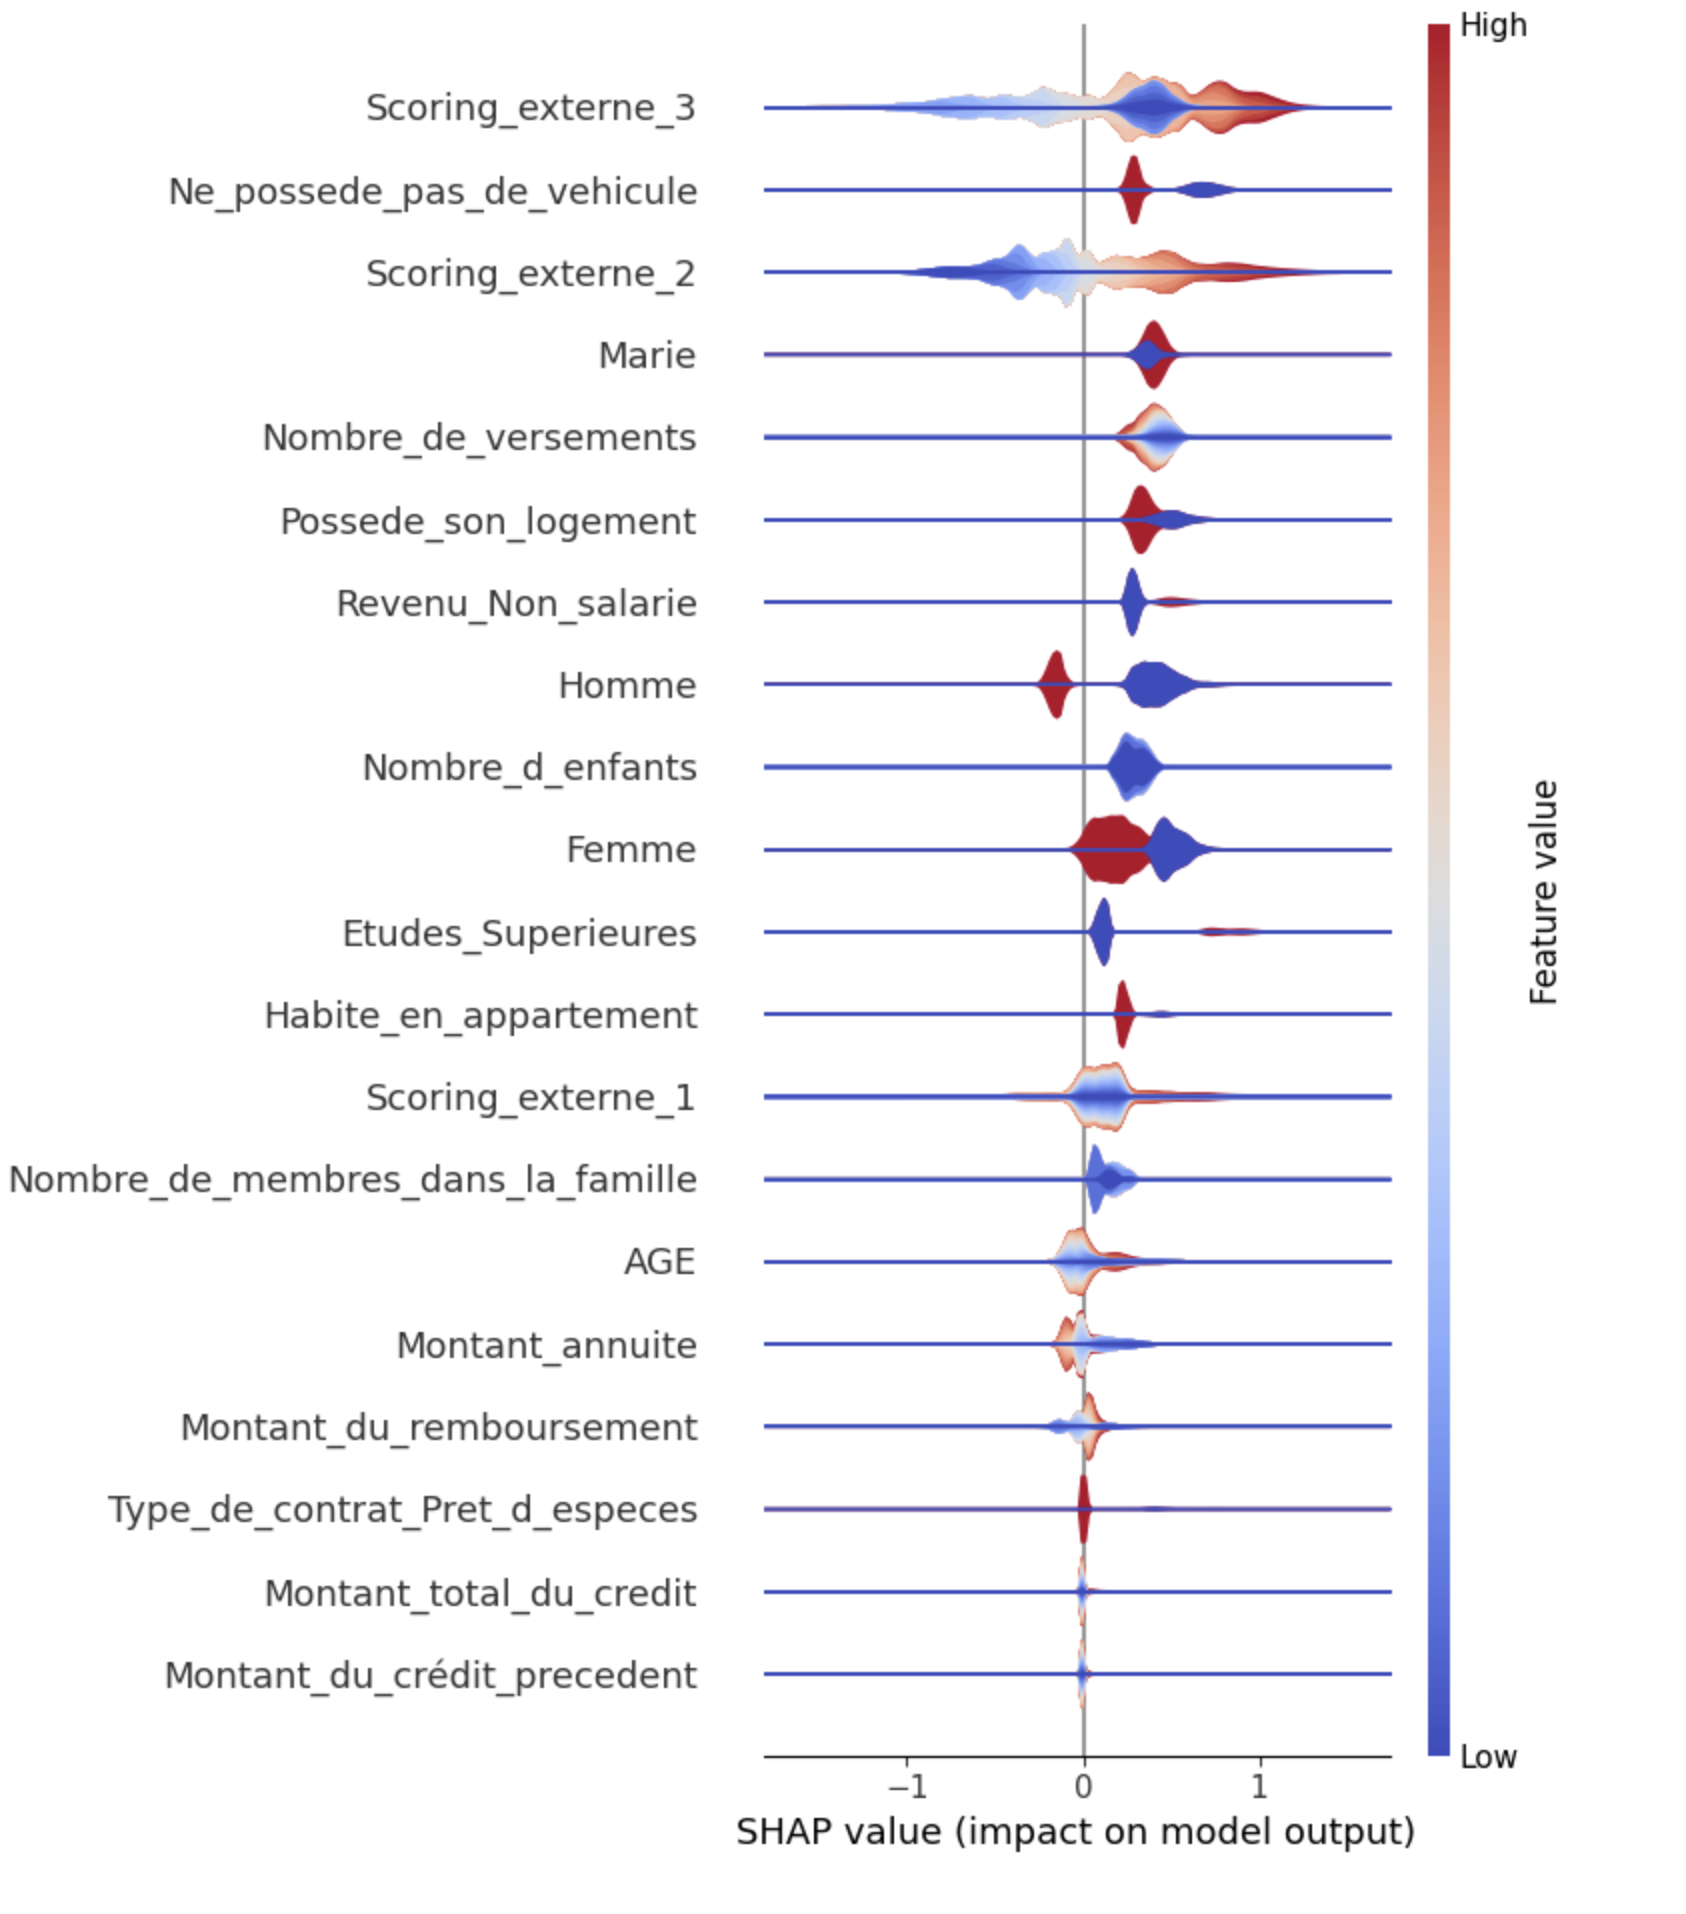 High
Scoring_externe_3
Ne_possede_pas_de_vehicule
Scoring_externe_2
Marie
Nombre_de_versements
Possede_son_logement
Revenu_Non_salarie
Homme
Nombre_d_enfants
Femme
Etudes_Superieures
Habite_en_appartement
Scoring_externe_1
Nombre_de_membres_dans_la_famille
AGE
Montant_annuite
Montant_du_remboursement
Type_de_contrat_Pret_d_especes
Montant_total_du_credit
Montant_du_crédit_precedent
Feature value
Low
−1 0 1
SHAP value (impact on model output)